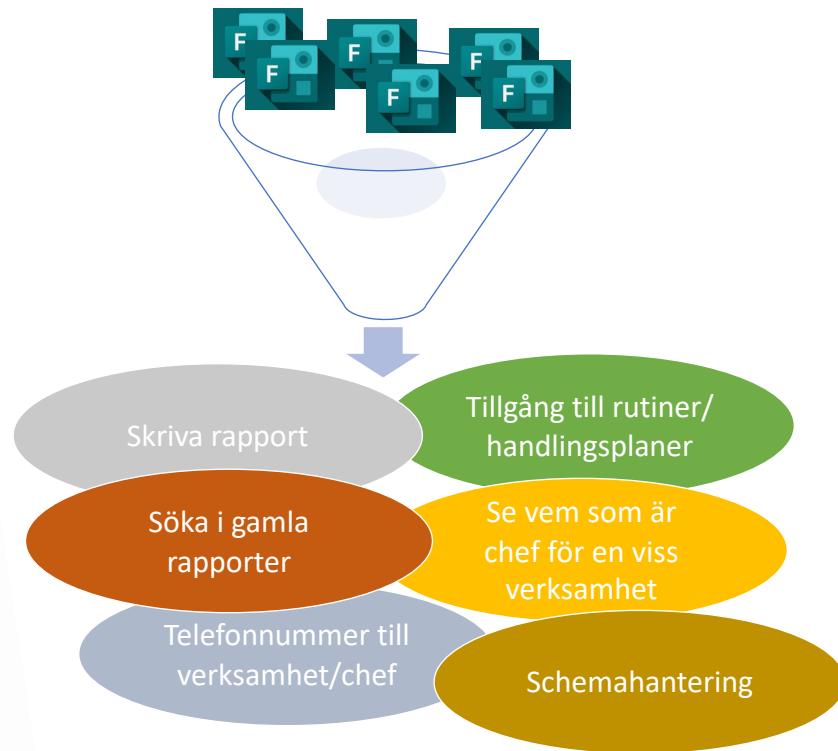 F
F
F
F
F
F
Skriva rapport
Tillgång till rutiner/
handlingsplaner
Söka i gamla
rapporter
Se vem som är
chef för en viss
verksamhet
Telefonnummer till
verksamhet/chef
Schemahantering